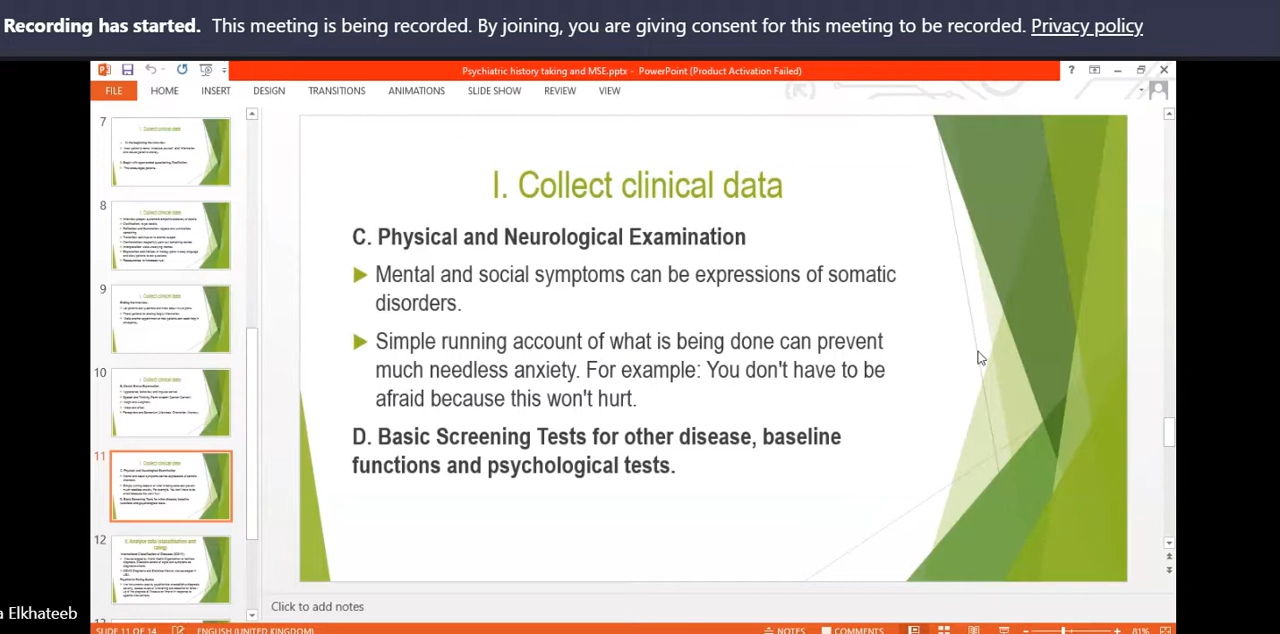 Recording has started. This meeting is being recorded. By joining, you are giving consent for this meeting to be recorded. Privacy policy
Psychiatric history taking and MSE.pptx - PowerPoint (Product Activation Failed)
FILE HOME INSERT DESIGN TRANSITIONS ANIMATIONS SLIDE SHOW REVIEW VIEW
7
8
9
10
11
12
I. Collect clinical data
C. Physical and Neurological Examination
Mental and social symptoms can be expressions of somatic
disorders.
Simple running account of what is being done can prevent
much needless anxiety. For example: You don't have to be
afraid because this won't hurt.
D. Basic Screening Tests for other disease, baseline
functions and psychological tests.
Click to add notes
a Elkhateeb
SLIDE 11 OF 14 ENGLISH (UNITED KINGDOM) NOTES COMMENTS 81%